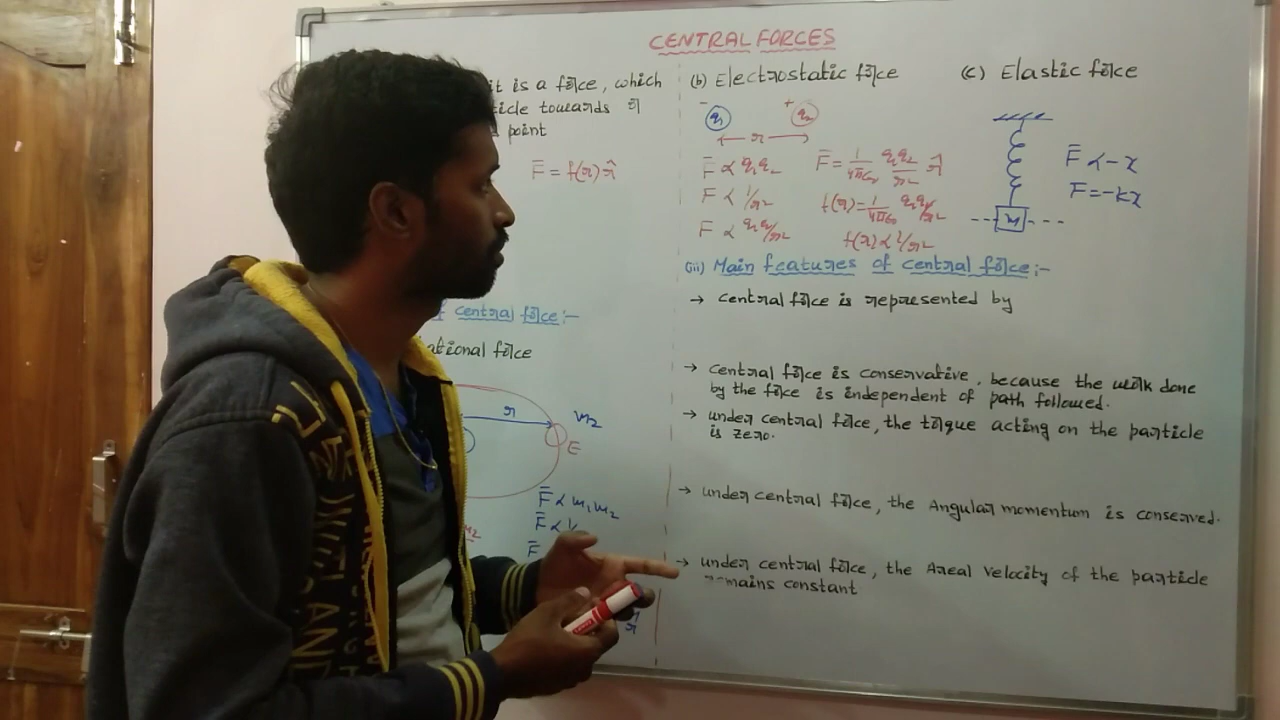 CENTRAL FORCES
it is a force, which
ticle towards
point
F̄ = f(r) r̂
of central force:-
ational force
r
m2
E
F̄ ∝ m1m2
F̄ ∝ 1/
F̄
(b) Electrostatic force
- q1 + q2
r
F̄ ∝ q1q2
F ∝ 1/r2
F ∝ q1q2/r2
F̄ = 1/4πε0 q1q2/r2 r̂
f(r) = 1/4πε0 q1q2/r2
f(r) ∝ 1/r2
(c) Elastic force
M
F̄ ∝ -x
F = -kx
(iii) Main features of central force:-
→ central force is represented by
→ central force is conservative, because the work done
by the force is independent of path followed.
→ under central force, the torque acting on the particle
is zero.
→ under central force, the Angular momentum is conserved.
→ under central force, the Areal velocity of the particle
remains constant